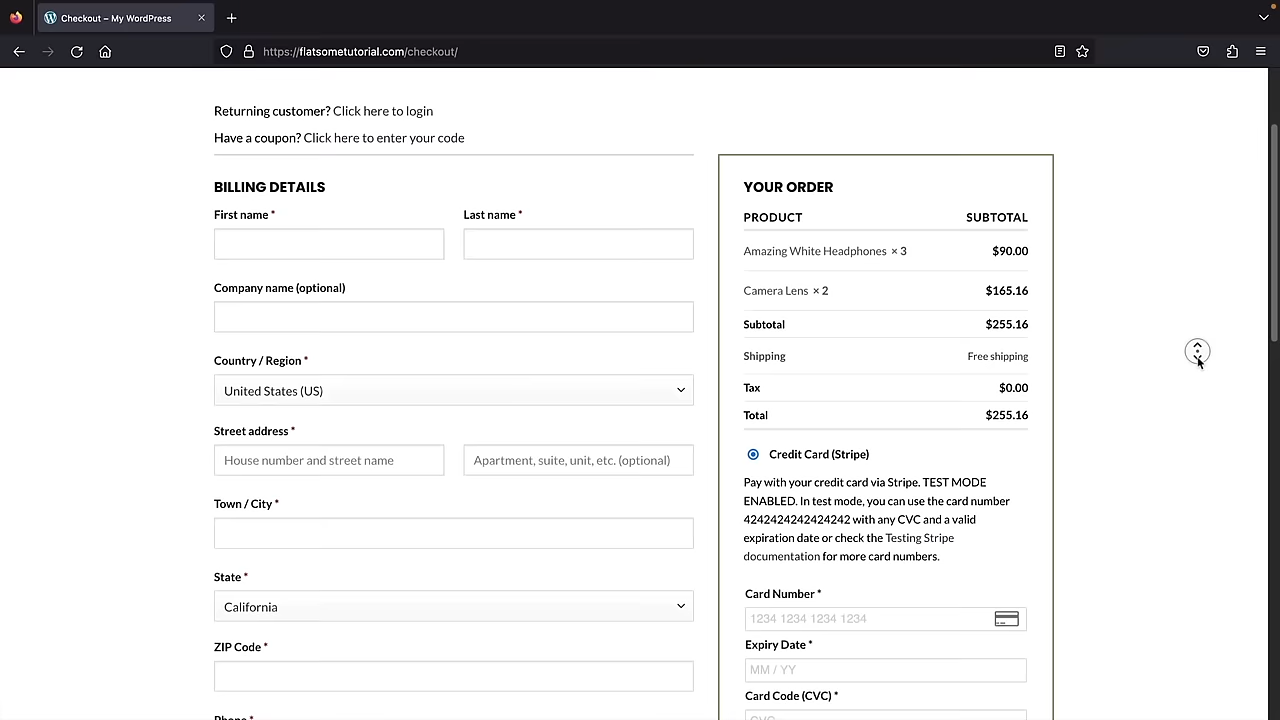 Checkout – My WordPress
https://flatsometutorial.com/checkout/
Returning customer? Click here to login
Have a coupon? Click here to enter your code
BILLING DETAILS
First name *
Last name *
Company name (optional)
Country / Region *
United States (US)
Street address *
House number and street name
Apartment, suite, unit, etc. (optional)
Town / City *
State *
California
ZIP Code *
Phone *
YOUR ORDER
PRODUCT SUBTOTAL
Amazing White Headphones × 3 $90.00
Camera Lens × 2 $165.16
Subtotal $255.16
Shipping Free shipping
Tax $0.00
Total $255.16
Credit Card (Stripe)
Pay with your credit card via Stripe. TEST MODE
ENABLED. In test mode, you can use the card number
4242424242424242 with any CVC and a valid
expiration date or check the Testing Stripe
documentation for more card numbers.
Card Number *
1234 1234 1234 1234
Expiry Date *
MM / YY
Card Code (CVC) *
CVC